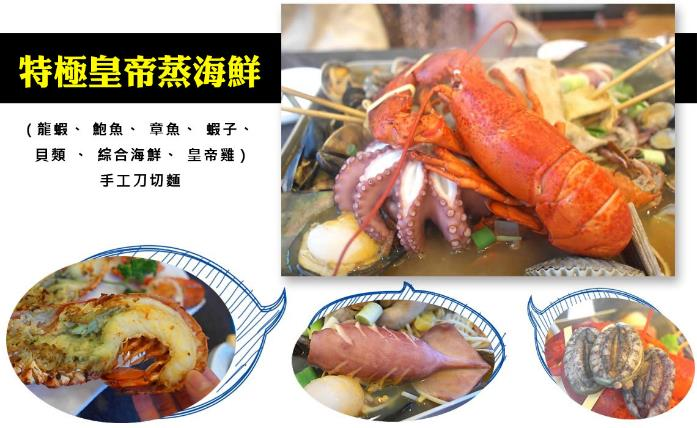 特極皇帝蒸海鮮
(龍蝦、 鮑魚、 章魚、 蝦子、
貝類 、 綜合海鮮、 皇帝雞)
手工刀切麵